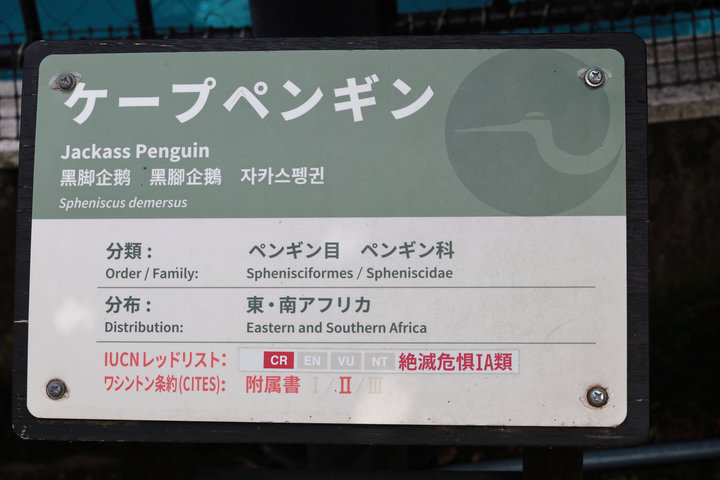 ケープペンギン
Jackass Penguin
黑脚企鹅　黑腳企鵝　자카스펭귄
Spheniscus demersus
分類： ペンギン目　ペンギン科
Order / Family: Sphenisciformes / Spheniscidae
分布： 東・南アフリカ
Distribution: Eastern and Southern Africa
IUCNレッドリスト： CR EN VU NT 絶滅危惧IA類
ワシントン条約(CITES)： 附属書 Ⅰ/Ⅱ/Ⅲ